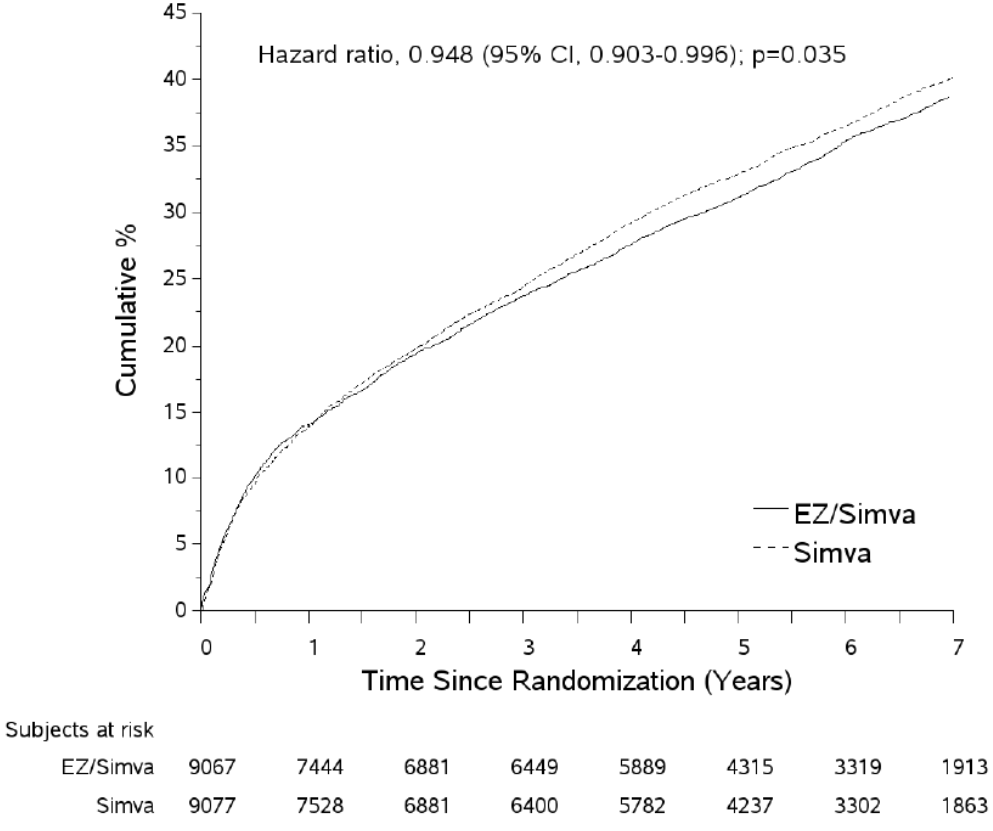 45
Hazard ratio, 0.948 (95% CI, 0.903-0.996); p=0.035
40
35
30
25
20
15
10
5
0
Cumulative %
EZ/Simva
Simva
0 1 2 3 4 5 6 7
Time Since Randomization (Years)
Subjects at risk
EZ/Simva 9067 7444 6881 6449 5889 4315 3319 1913
Simva 9077 7528 6881 6400 5782 4237 3302 1863